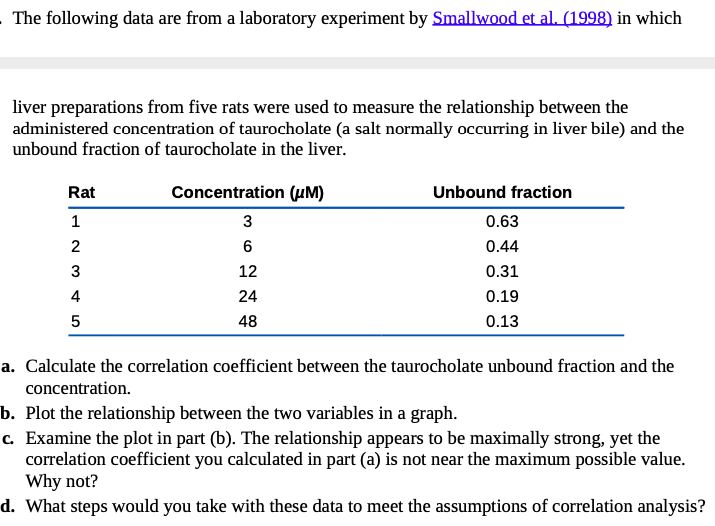 . The following data are from a laboratory experiment by Smallwood et al. (1998) in which
liver preparations from five rats were used to measure the relationship between the
administered concentration of taurocholate (a salt normally occurring in liver bile) and the
unbound fraction of taurocholate in the liver.
Rat Concentration (μM) Unbound fraction
1 3 0.63
2 6 0.44
3 12 0.31
4 24 0.19
5 48 0.13
a. Calculate the correlation coefficient between the taurocholate unbound fraction and the
concentration.
b. Plot the relationship between the two variables in a graph.
c. Examine the plot in part (b). The relationship appears to be maximally strong, yet the
correlation coefficient you calculated in part (a) is not near the maximum possible value.
Why not?
d. What steps would you take with these data to meet the assumptions of correlation analysis?